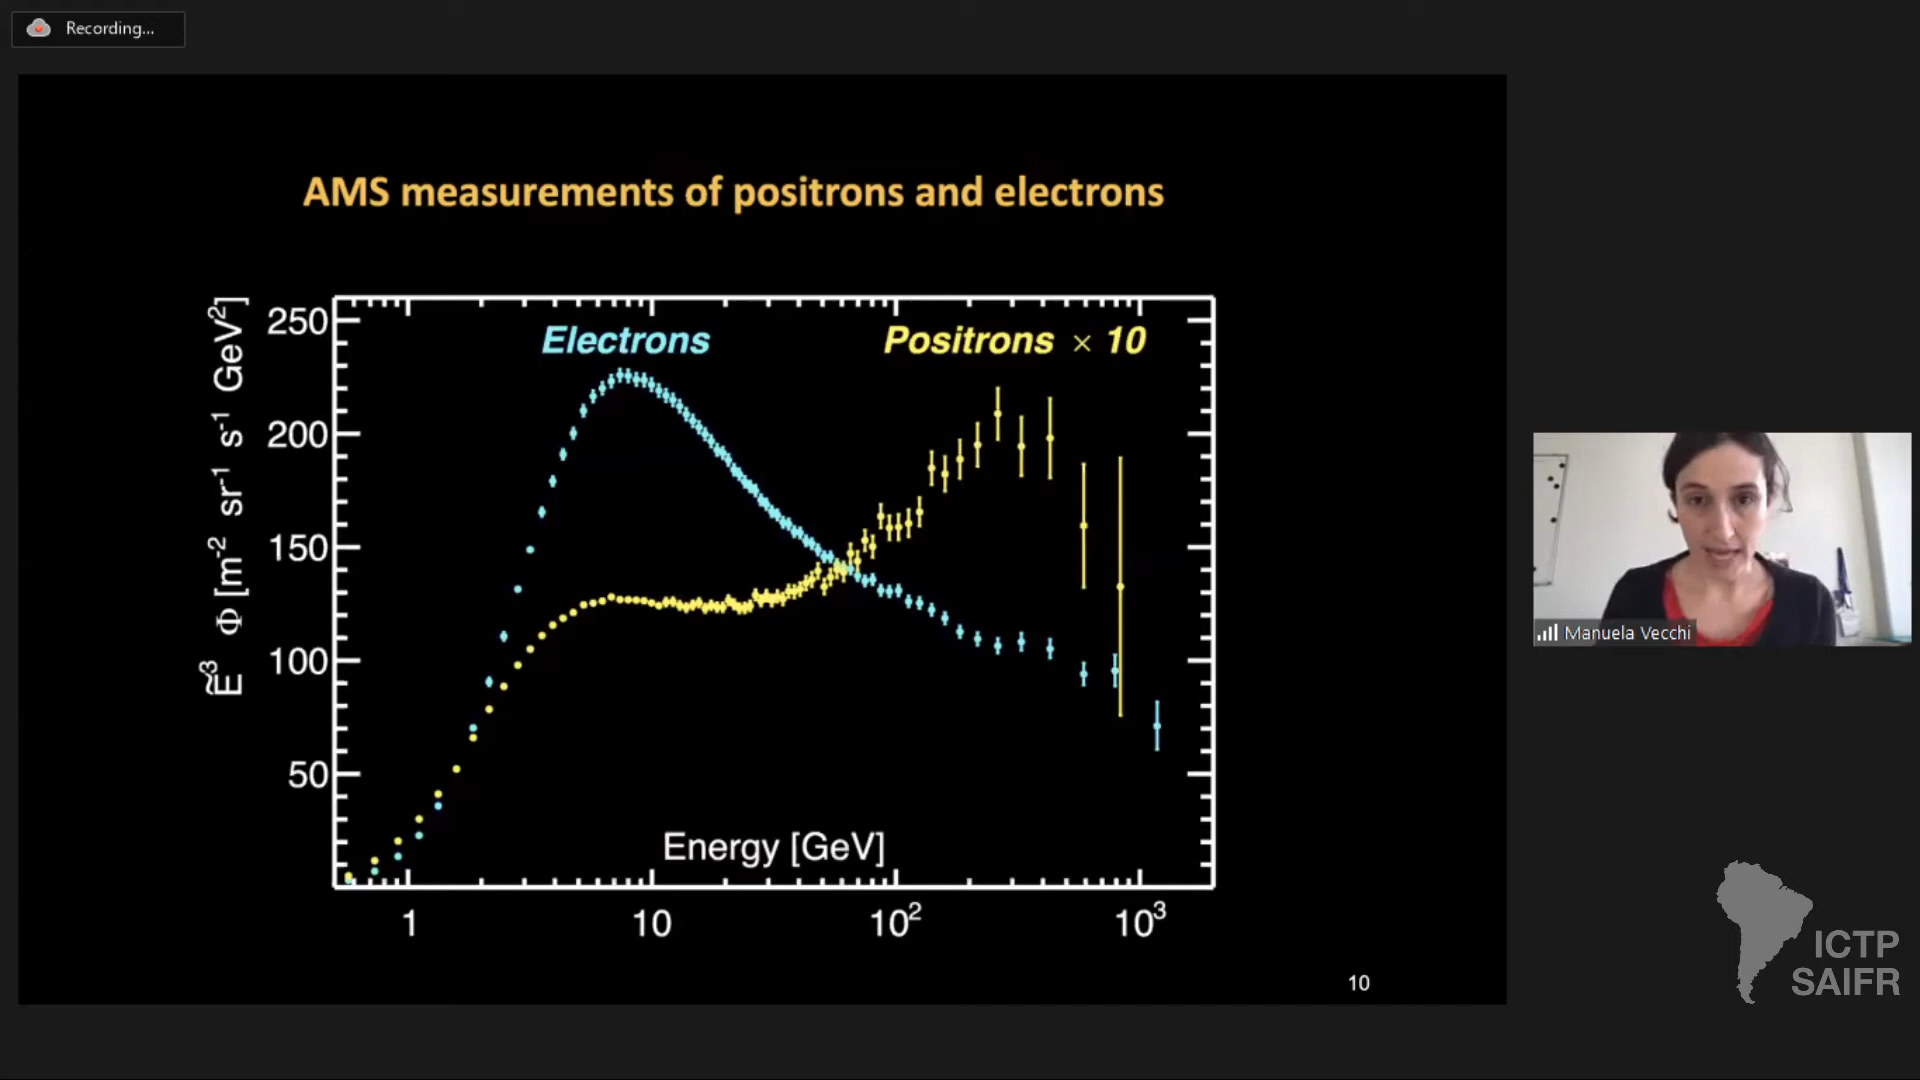 Recording...
AMS measurements of positrons and electrons
Electrons
Positrons × 10
Ẽ³ Φ [m⁻² sr⁻¹ s⁻¹ GeV²]
250
200
150
100
50
Energy [GeV]
1
10
10²
10³
10
Manuela Vecchi
ICTP
SAIFR